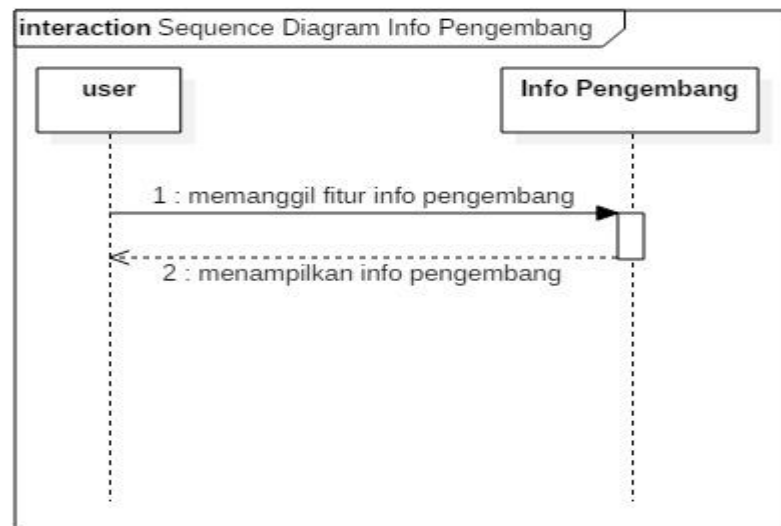 interaction Sequence Diagram Info Pengembang
user
Info Pengembang
1 : memanggil fitur info pengembang
2 : menampilkan info pengembang